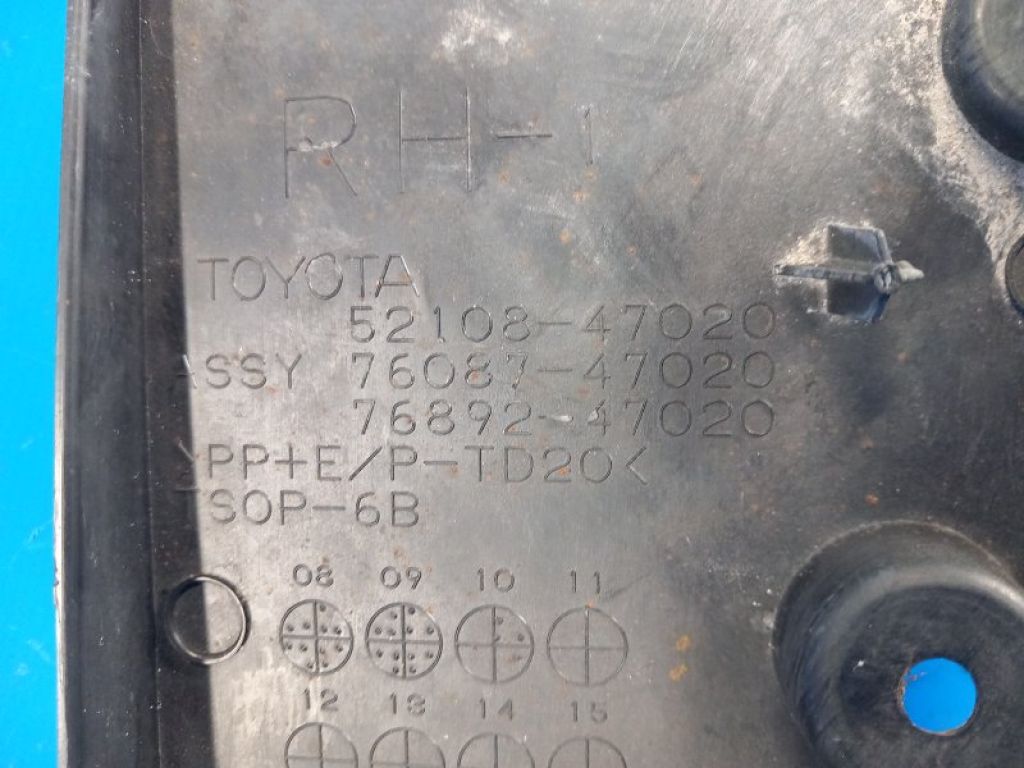 RH-1
TOYOTA
52108-47020
ASSY 76087-47020
76892-47020
>PP+E/P-TD20<
SOP-6B
08 09 10 11
12 13 14 15